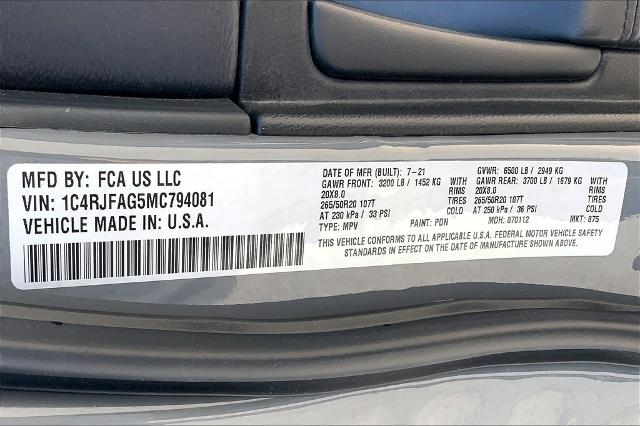 MFD BY: FCA US LLC
VIN: 1C4RJFAG5MC794081
VEHICLE MADE IN: U.S.A.
DATE OF MFR (BUILT): 7-21 GVWR: 6500 LB / 2949 KG
GAWR FRONT: 3200 LB / 1452 KG WITH GAWR REAR: 3700 LB / 1679 KG WITH
20X8.0 RIMS 20X8.0 RIMS
265/50R20 107T TIRES 265/50R20 107T TIRES
AT 230 kPa / 33 PSI COLD AT 250 kPa / 36 PSI COLD
TYPE: MPV PAINT: PDN MDH: 070112 MKT: 875
THIS VEHICLE CONFORMS TO ALL APPLICABLE U.S.A. FEDERAL MOTOR VEHICLE SAFETY
STANDARDS IN EFFECT ON THE DATE OF MANUFACTURE SHOWN ABOVE.